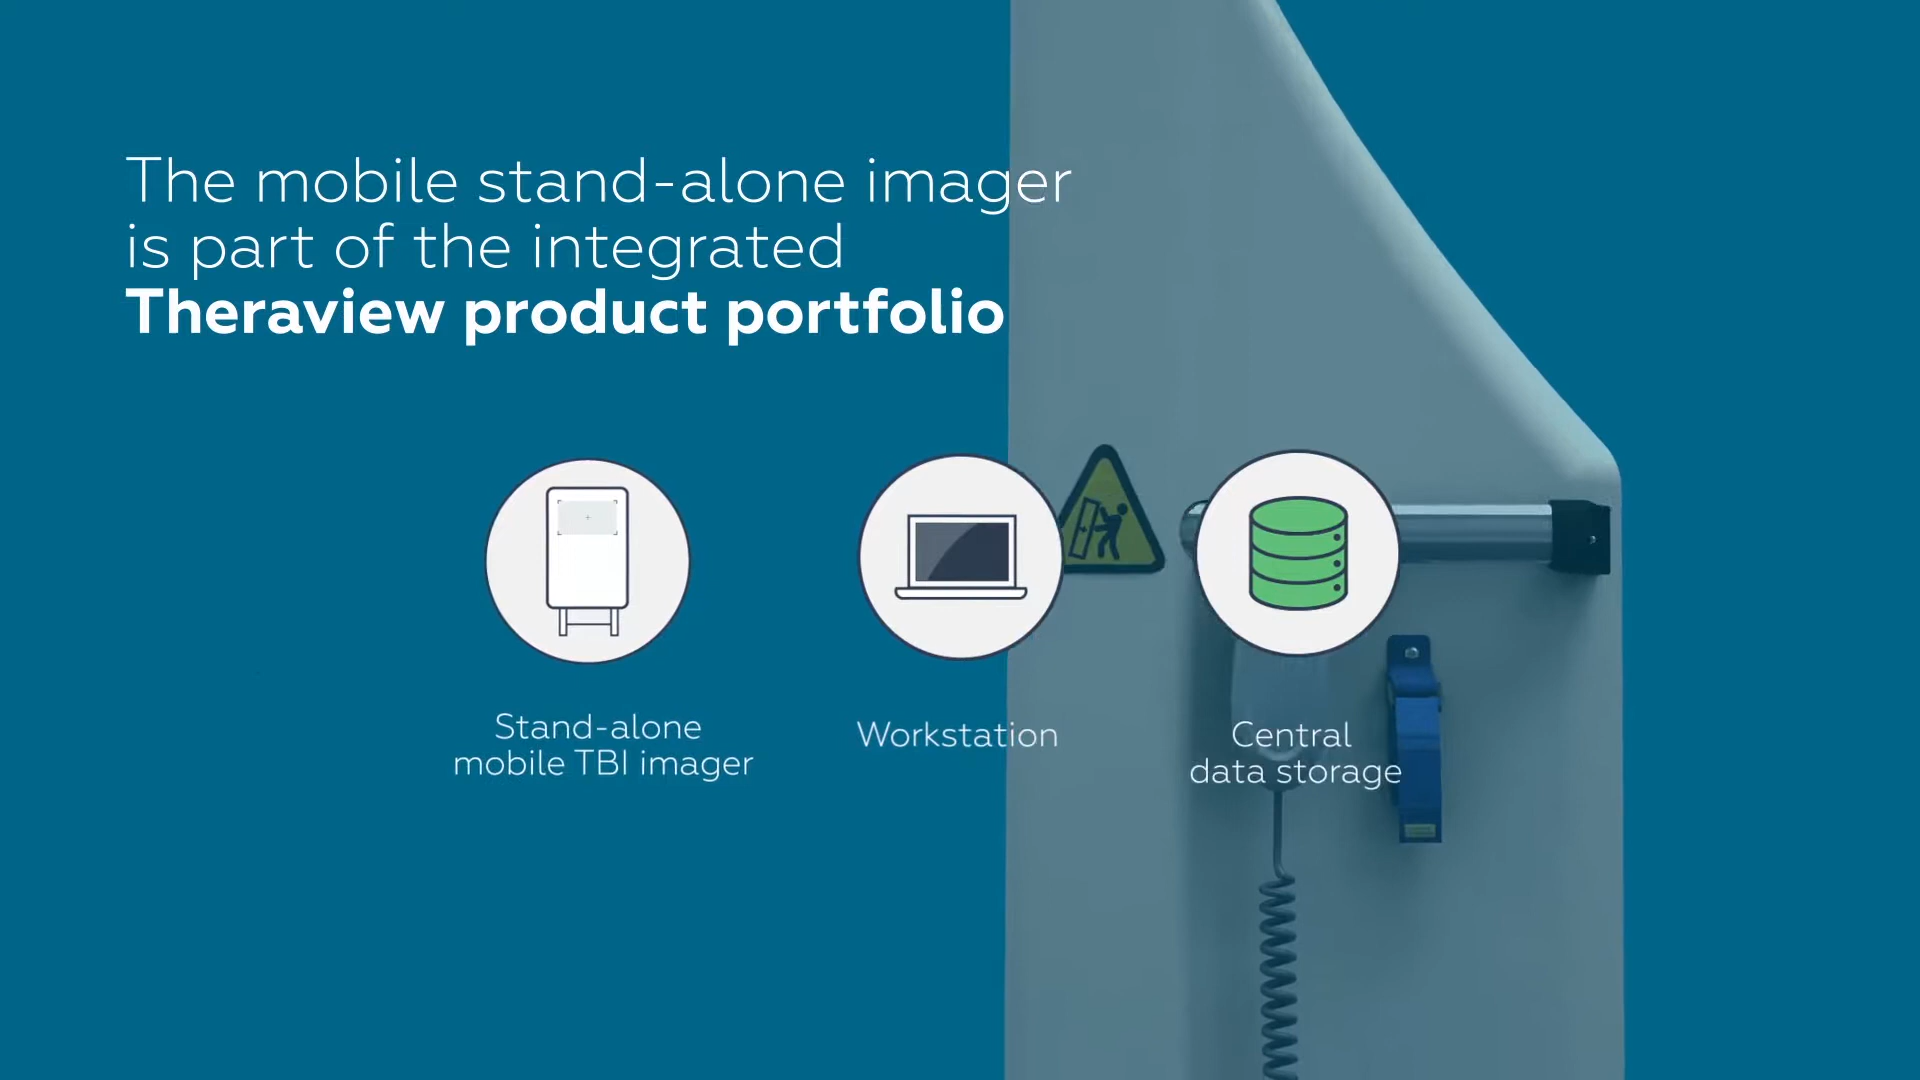 The mobile stand-alone imager
is part of the integrated
Theraview product portfolio
Stand-alone
mobile TBI imager
Workstation
Central
data storage